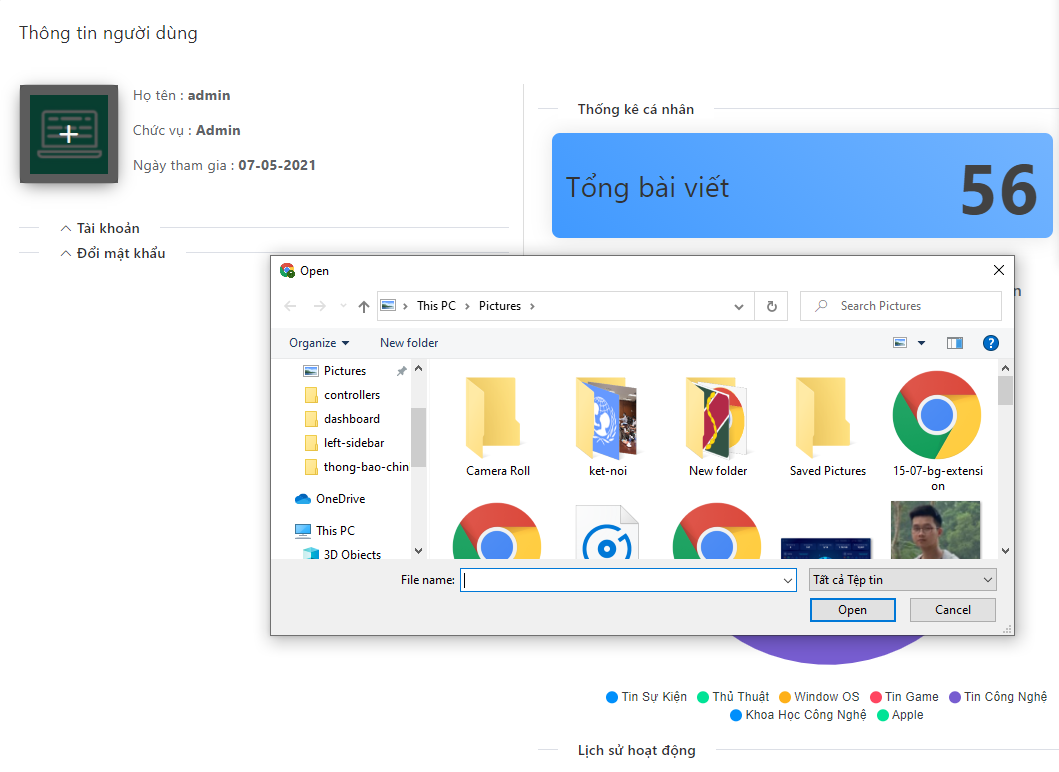 Thông tin người dùng
Họ tên : admin
Chức vụ : Admin
Ngày tham gia : 07-05-2021
Tài khoản
Đổi mật khẩu
Thống kê cá nhân
Tổng bài viết 56
n
Open
This PC Pictures
Search Pictures
Organize New folder
Pictures
controllers
dashboard
left-sidebar
thong-bao-chin
OneDrive
This PC
3D Objects
Camera Roll ket-noi New folder Saved Pictures 15-07-bg-extensi
on
File name: Tất cả Tệp tin
Open Cancel
Tin Sự Kiện Thủ Thuật Window OS Tin Game Tin Công Nghệ
Khoa Học Công Nghệ Apple
Lịch sử hoạt động